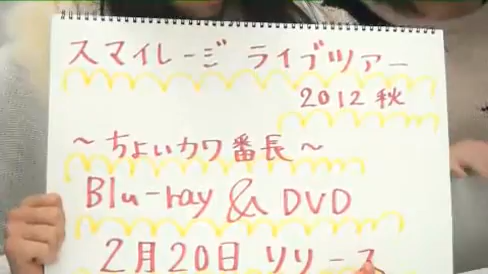 スマイレージ ライブツアー
2012 秋
～ちょいカワ番長～
Blu-ray & DVD
2月20日 リリース